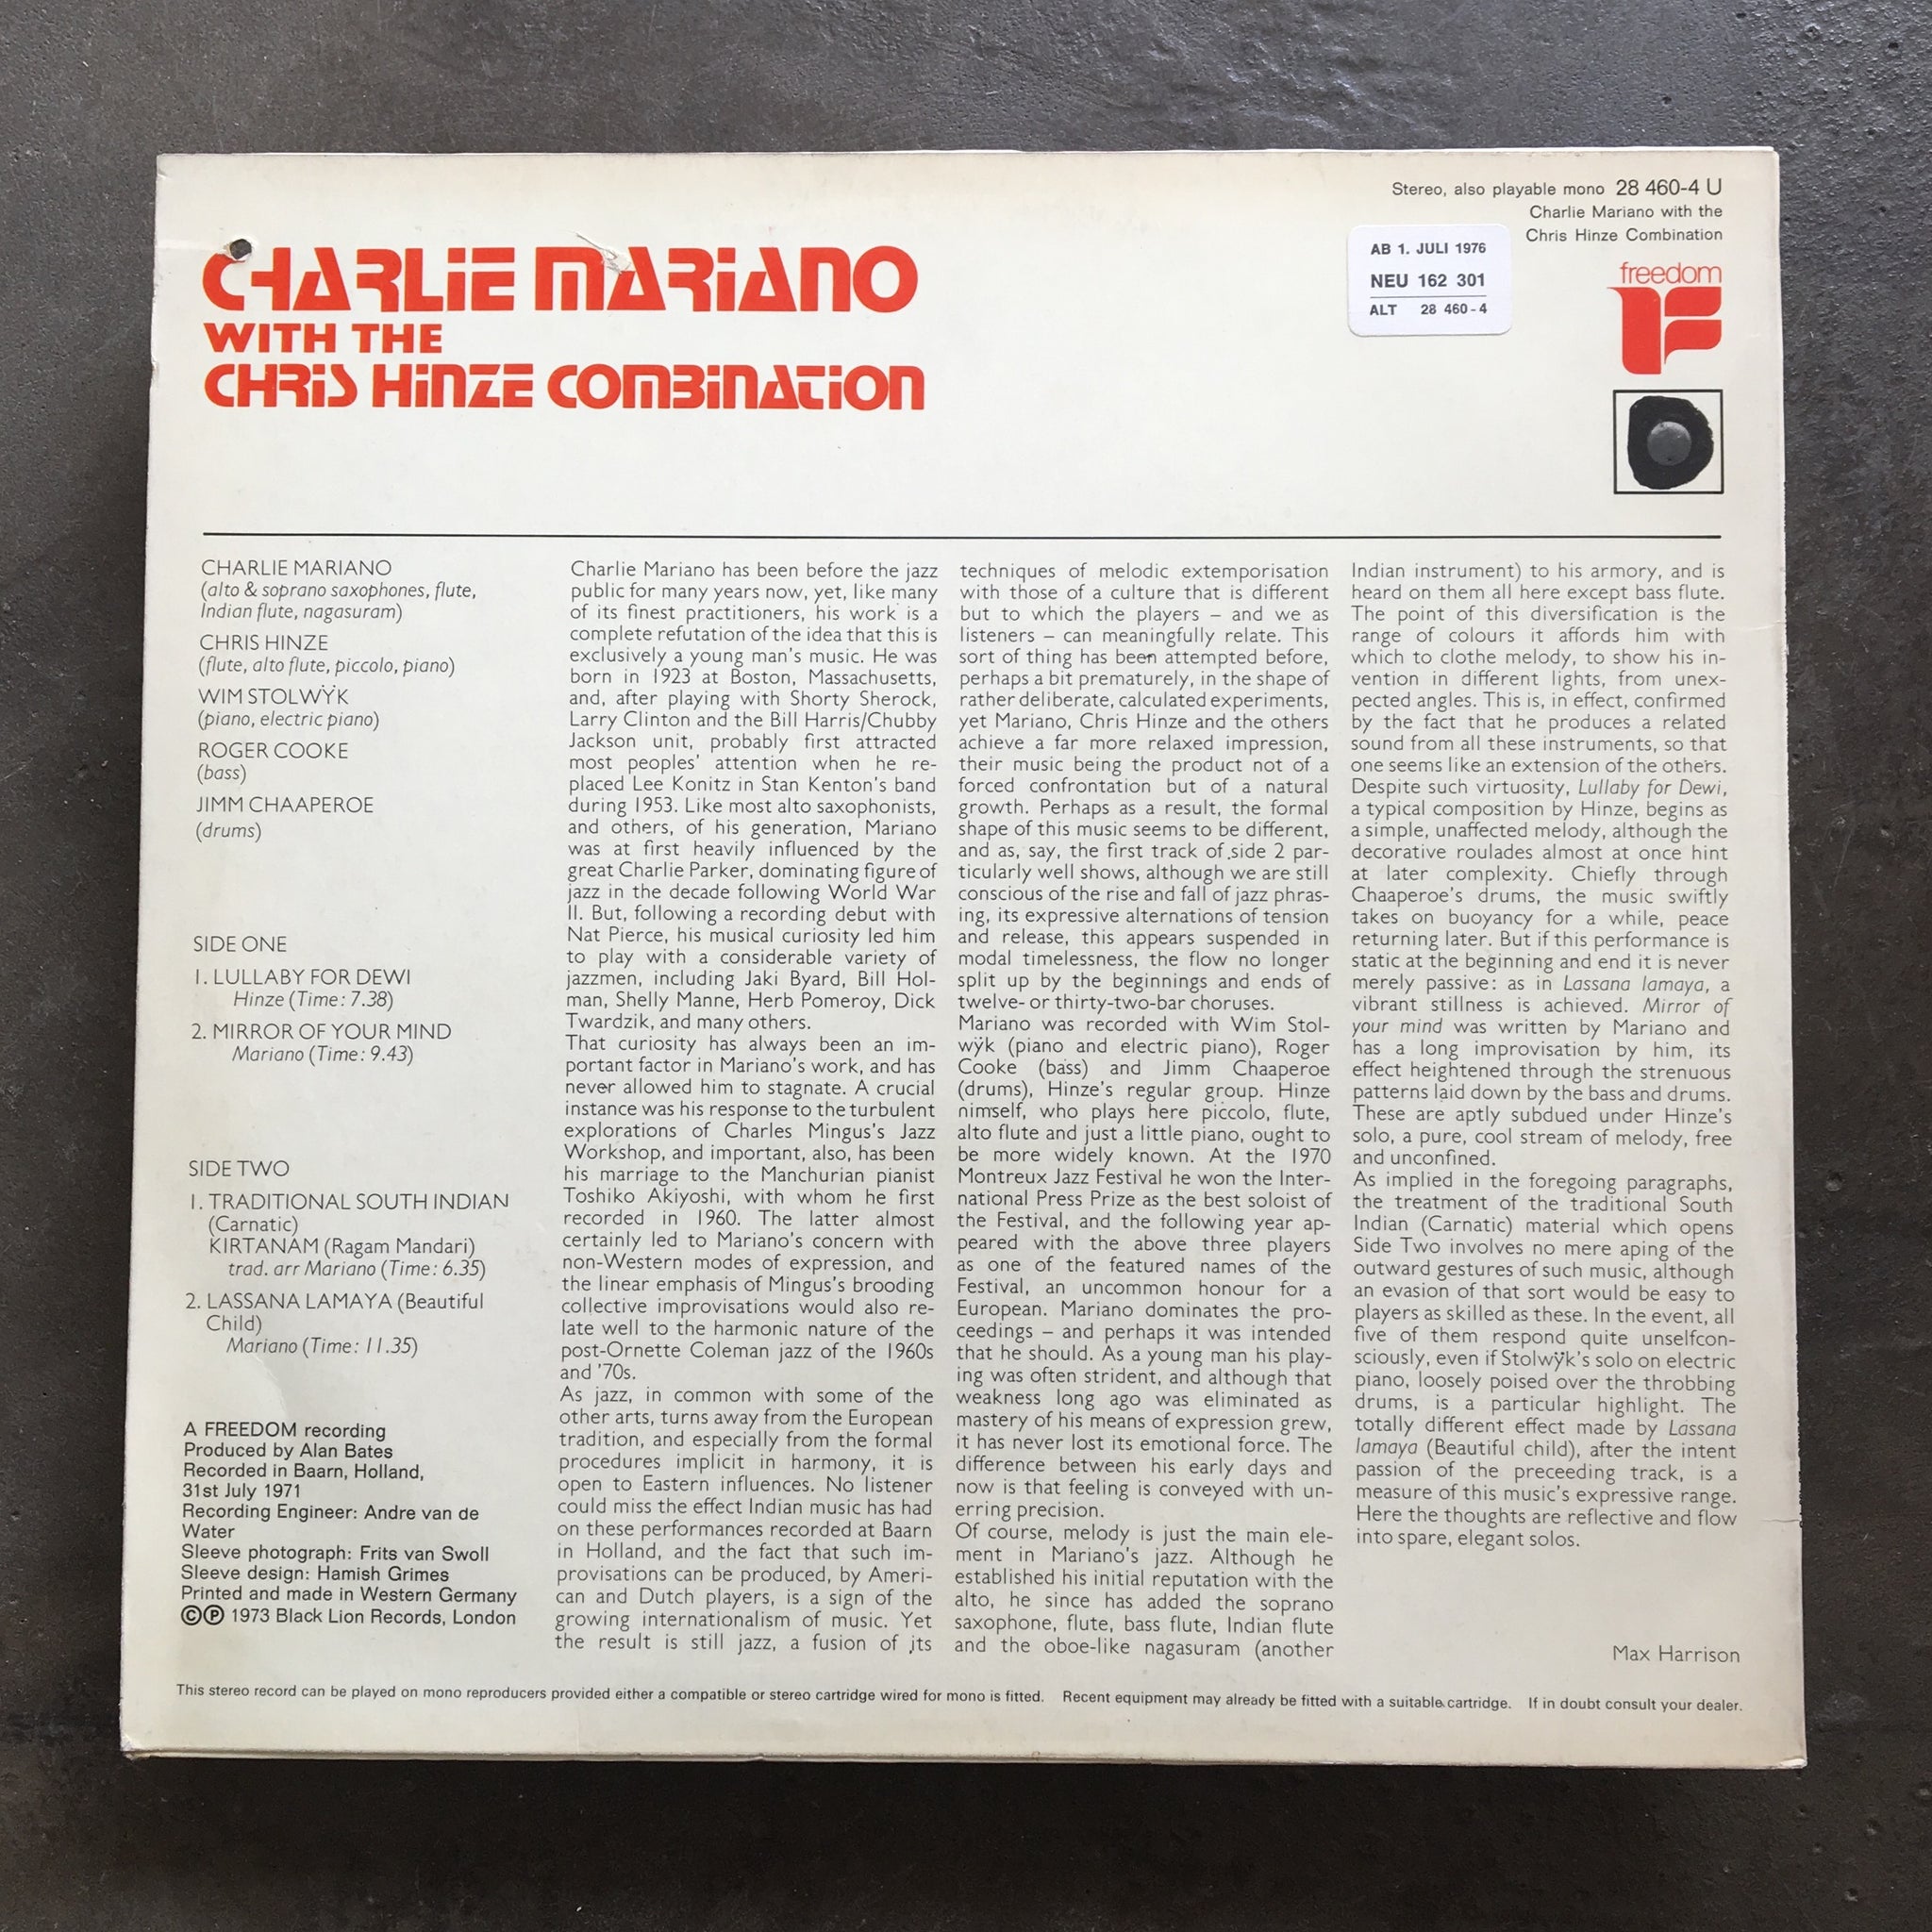 Stereo, also playable mono 28 460-4 U
Charlie Mariano with the
Chris Hinze Combination
AB 1. JULI 1976
NEU 162 301
ALT 28 460-4
freedom
CHARLiE MARiANO
WITH THE
CHRiS HiNZE COMBiNATiON
CHARLIE MARIANO
(alto & soprano saxophones, flute,
Indian flute, nagasuram)
CHRIS HINZE
(flute, alto flute, piccolo, piano)
WIM STOLWŸK
(piano, electric piano)
ROGER COOKE
(bass)
JIMM CHAAPEROE
(drums)
SIDE ONE
1. LULLABY FOR DEWI
Hinze (Time: 7.38)
2. MIRROR OF YOUR MIND
Mariano (Time: 9.43)
SIDE TWO
1. TRADITIONAL SOUTH INDIAN
(Carnatic)
KIRTANAM (Ragam Mandari)
trad. arr Mariano (Time: 6.35)
2. LASSANA LAMAYA (Beautiful
Child)
Mariano (Time: 11.35)
A FREEDOM recording
Produced by Alan Bates
Recorded in Baarn, Holland,
31st July 1971
Recording Engineer: Andre van de
Water
Sleeve photograph: Frits van Swoll
Sleeve design: Hamish Grimes
Printed and made in Western Germany
©℗ 1973 Black Lion Records, London
Charlie Mariano has been before the jazz
public for many years now, yet, like many
of its finest practitioners, his work is a
complete refutation of the idea that this is
exclusively a young man's music. He was
born in 1923 at Boston, Massachusetts,
and, after playing with Shorty Sherock,
Larry Clinton and the Bill Harris/Chubby
Jackson unit, probably first attracted
most peoples' attention when he re-
placed Lee Konitz in Stan Kenton's band
during 1953. Like most alto saxophonists,
and others, of his generation, Mariano
was at first heavily influenced by the
great Charlie Parker, dominating figure of
jazz in the decade following World War
II. But, following a recording debut with
Nat Pierce, his musical curiosity led him
to play with a considerable variety of
jazzmen, including Jaki Byard, Bill Hol-
man, Shelly Manne, Herb Pomeroy, Dick
Twardzik, and many others.
That curiosity has always been an im-
portant factor in Mariano's work, and has
never allowed him to stagnate. A crucial
instance was his response to the turbulent
explorations of Charles Mingus's Jazz
Workshop, and important, also, has been
his marriage to the Manchurian pianist
Toshiko Akiyoshi, with whom he first
recorded in 1960. The latter almost
certainly led to Mariano's concern with
non-Western modes of expression, and
the linear emphasis of Mingus's brooding
collective improvisations would also re-
late well to the harmonic nature of the
post-Ornette Coleman jazz of the 1960s
and '70s.
As jazz, in common with some of the
other arts, turns away from the European
tradition, and especially from the formal
procedures implicit in harmony, it is
open to Eastern influences. No listener
could miss the effect Indian music has had
on these performances recorded at Baarn
in Holland, and the fact that such im-
provisations can be produced, by Ameri-
can and Dutch players, is a sign of the
growing internationalism of music. Yet
the result is still jazz, a fusion of its
techniques of melodic extemporisation
with those of a culture that is different
but to which the players – and we as
listeners – can meaningfully relate. This
sort of thing has been attempted before,
perhaps a bit prematurely, in the shape of
rather deliberate, calculated experiments,
yet Mariano, Chris Hinze and the others
achieve a far more relaxed impression,
their music being the product not of a
forced confrontation but of a natural
growth. Perhaps as a result, the formal
shape of this music seems to be different,
and as, say, the first track of side 2 par-
ticularly well shows, although we are still
conscious of the rise and fall of jazz phras-
ing, its expressive alternations of tension
and release, this appears suspended in
modal timelessness, the flow no longer
split up by the beginnings and ends of
twelve- or thirty-two-bar choruses.
Mariano was recorded with Wim Stol-
wÿk (piano and electric piano), Roger
Cooke (bass) and Jimm Chaaperoe
(drums), Hinze's regular group. Hinze
nimself, who plays here piccolo, flute,
alto flute and just a little piano, ought to
be more widely known. At the 1970
Montreux Jazz Festival he won the Inter-
national Press Prize as the best soloist of
the Festival, and the following year ap-
peared with the above three players
as one of the featured names of the
Festival, an uncommon honour for a
European. Mariano dominates the pro-
ceedings – and perhaps it was intended
that he should. As a young man his play-
ing was often strident, and although that
weakness long ago was eliminated as
mastery of his means of expression grew,
it has never lost its emotional force. The
difference between his early days and
now is that feeling is conveyed with un-
erring precision.
Of course, melody is just the main ele-
ment in Mariano's jazz. Although he
established his initial reputation with the
alto, he since has added the soprano
saxophone, flute, bass flute, Indian flute
and the oboe-like nagasuram (another
Indian instrument) to his armory, and is
heard on them all here except bass flute.
The point of this diversification is the
range of colours it affords him with
which to clothe melody, to show his in-
vention in different lights, from unex-
pected angles. This is, in effect, confirmed
by the fact that he produces a related
sound from all these instruments, so that
one seems like an extension of the others.
Despite such virtuosity, Lullaby for Dewi,
a typical composition by Hinze, begins as
a simple, unaffected melody, although the
decorative roulades almost at once hint
at later complexity. Chiefly through
Chaaperoe's drums, the music swiftly
takes on buoyancy for a while, peace
returning later. But if this performance is
static at the beginning and end it is never
merely passive: as in Lassana lamaya, a
vibrant stillness is achieved. Mirror of
your mind was written by Mariano and
has a long improvisation by him, its
effect heightened through the strenuous
patterns laid down by the bass and drums.
These are aptly subdued under Hinze's
solo, a pure, cool stream of melody, free
and unconfined.
As implied in the foregoing paragraphs,
the treatment of the traditional South
Indian (Carnatic) material which opens
Side Two involves no mere aping of the
outward gestures of such music, although
an evasion of that sort would be easy to
players as skilled as these. In the event, all
five of them respond quite unselfcon-
sciously, even if Stolwÿk's solo on electric
piano, loosely poised over the throbbing
drums, is a particular highlight. The
totally different effect made by Lassana
lamaya (Beautiful child), after the intent
passion of the preceeding track, is a
measure of this music's expressive range.
Here the thoughts are reflective and flow
into spare, elegant solos.
Max Harrison
This stereo record can be played on mono reproducers provided either a compatible or stereo cartridge wired for mono is fitted. Recent equipment may already be fitted with a suitable cartridge. If in doubt consult your dealer.